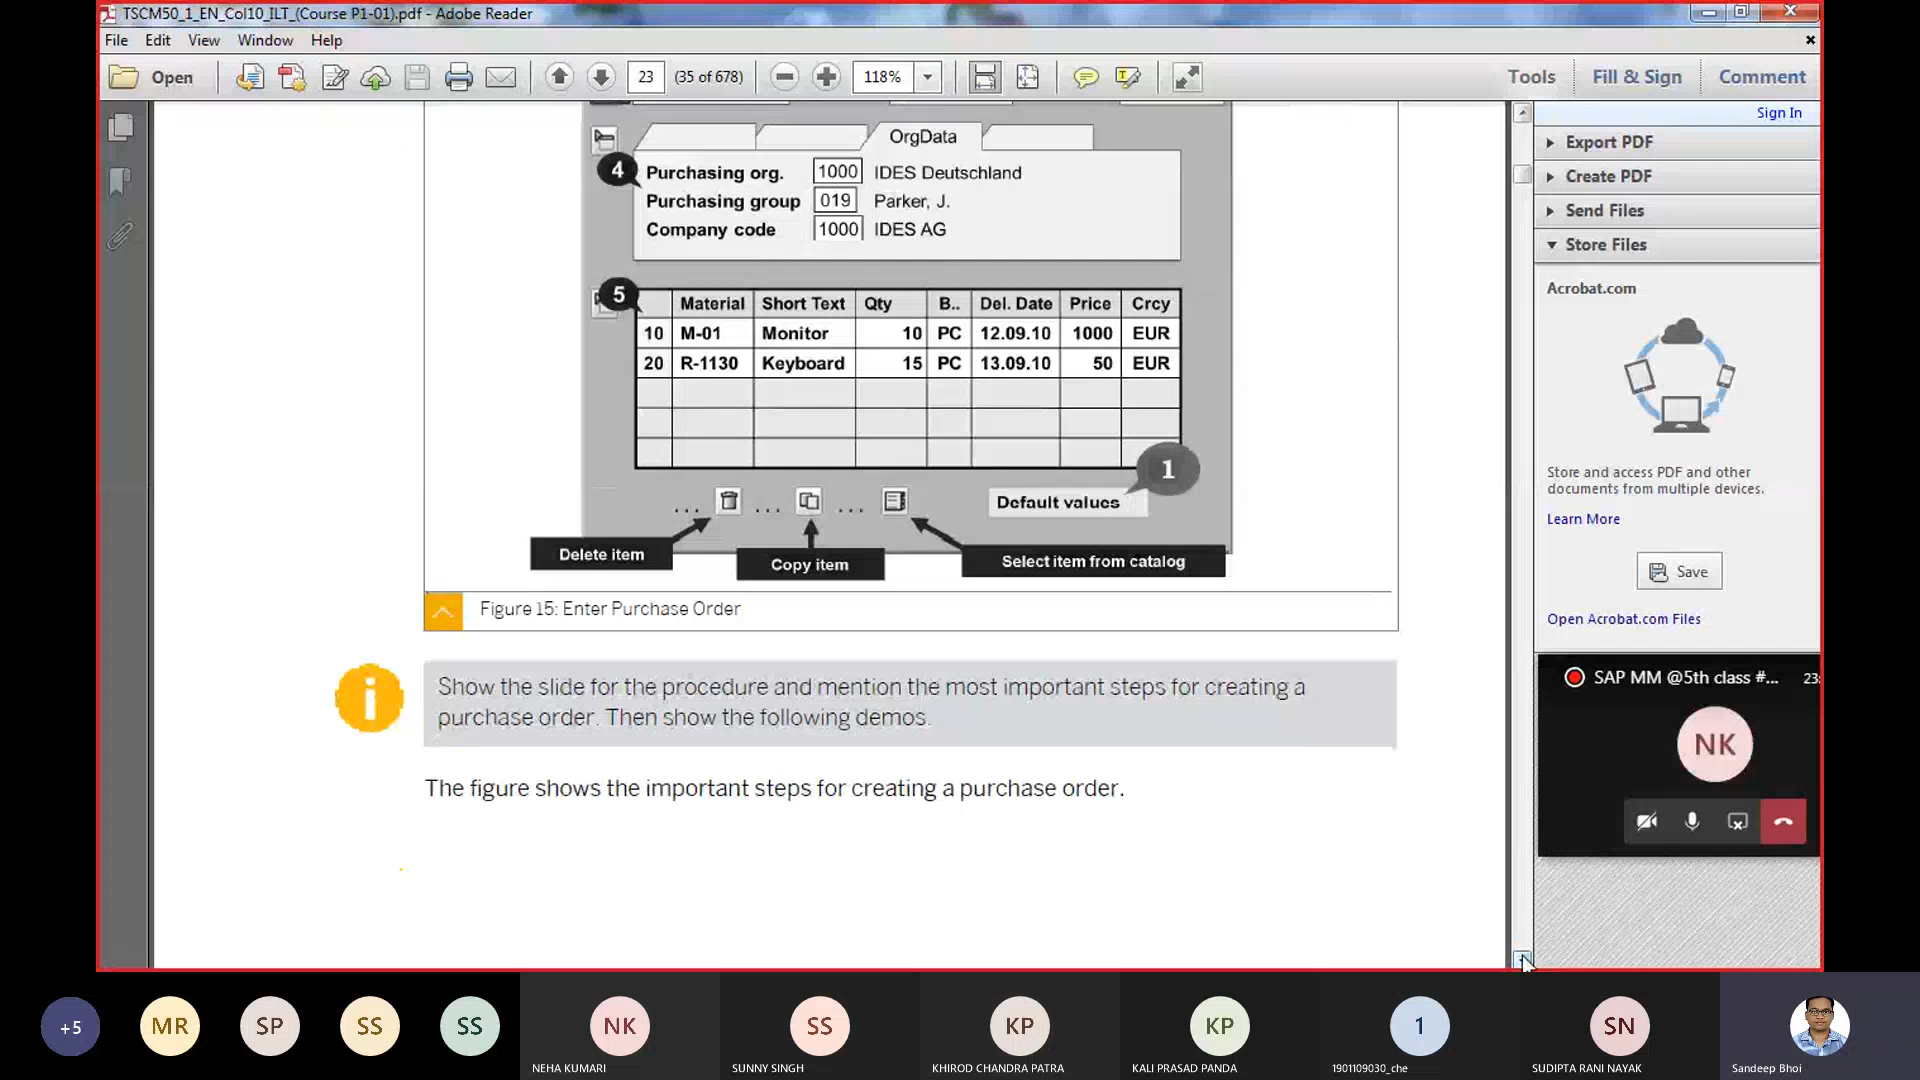 TSCM50_1_EN_Col10_ILT_(Course P1-01).pdf - Adobe Reader
File Edit View Window Help
Open 23 (35 of 678) 118% Tools Fill & Sign Comment
Sign In
Export PDF
Create PDF
Send Files
Store Files
Acrobat.com
Store and access PDF and other
documents from multiple devices.
Learn More
Save
Open Acrobat.com Files
OrgData
4
Purchasing org. 1000 IDES Deutschland
Purchasing group 019 Parker, J.
Company code 1000 IDES AG
5
Material Short Text Qty B.. Del. Date Price Crcy
10 M-01 Monitor 10 PC 12.09.10 1000 EUR
20 R-1130 Keyboard 15 PC 13.09.10 50 EUR
1
... ... ... Default values
Delete item
Copy item
Select item from catalog
Figure 15: Enter Purchase Order
i
Show the slide for the procedure and mention the most important steps for creating a
purchase order. Then show the following demos.
The figure shows the important steps for creating a purchase order.
SAP MM @5th class #... 23:
NK
+5 MR SP SS SS NK SS KP KP 1 SN
NEHA KUMARI SUNNY SINGH KHIROD CHANDRA PATRA KALI PRASAD PANDA 1901109030_che SUDIPTA RANI NAYAK Sandeep Bhoi